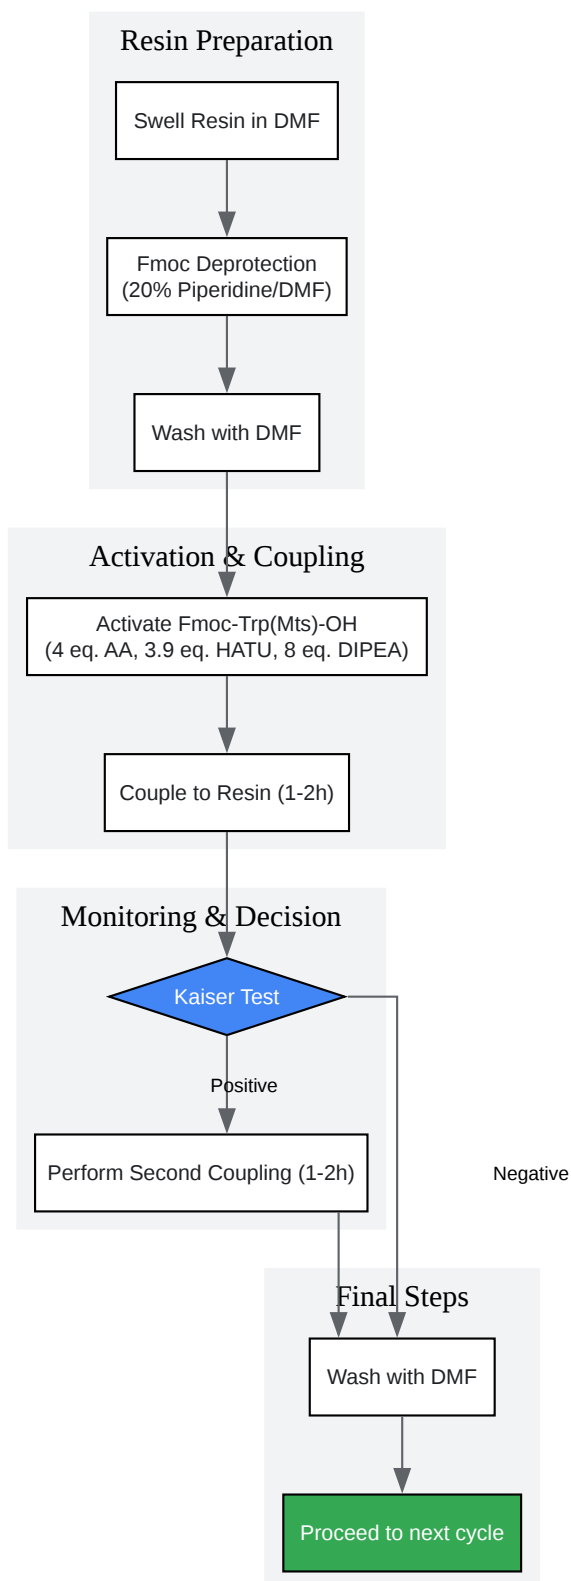 Resin Preparation
Swell Resin in DMF
Fmoc Deprotection
(20% Piperidine/DMF)
Wash with DMF
Activation & Coupling
Activate Fmoc-Trp(Mts)-OH
(4 eq. AA, 3.9 eq. HATU, 8 eq. DIPEA)
Couple to Resin (1-2h)
Monitoring & Decision
Kaiser Test
Positive
Perform Second Coupling (1-2h)
Negative
Final Steps
Wash with DMF
Proceed to next cycle